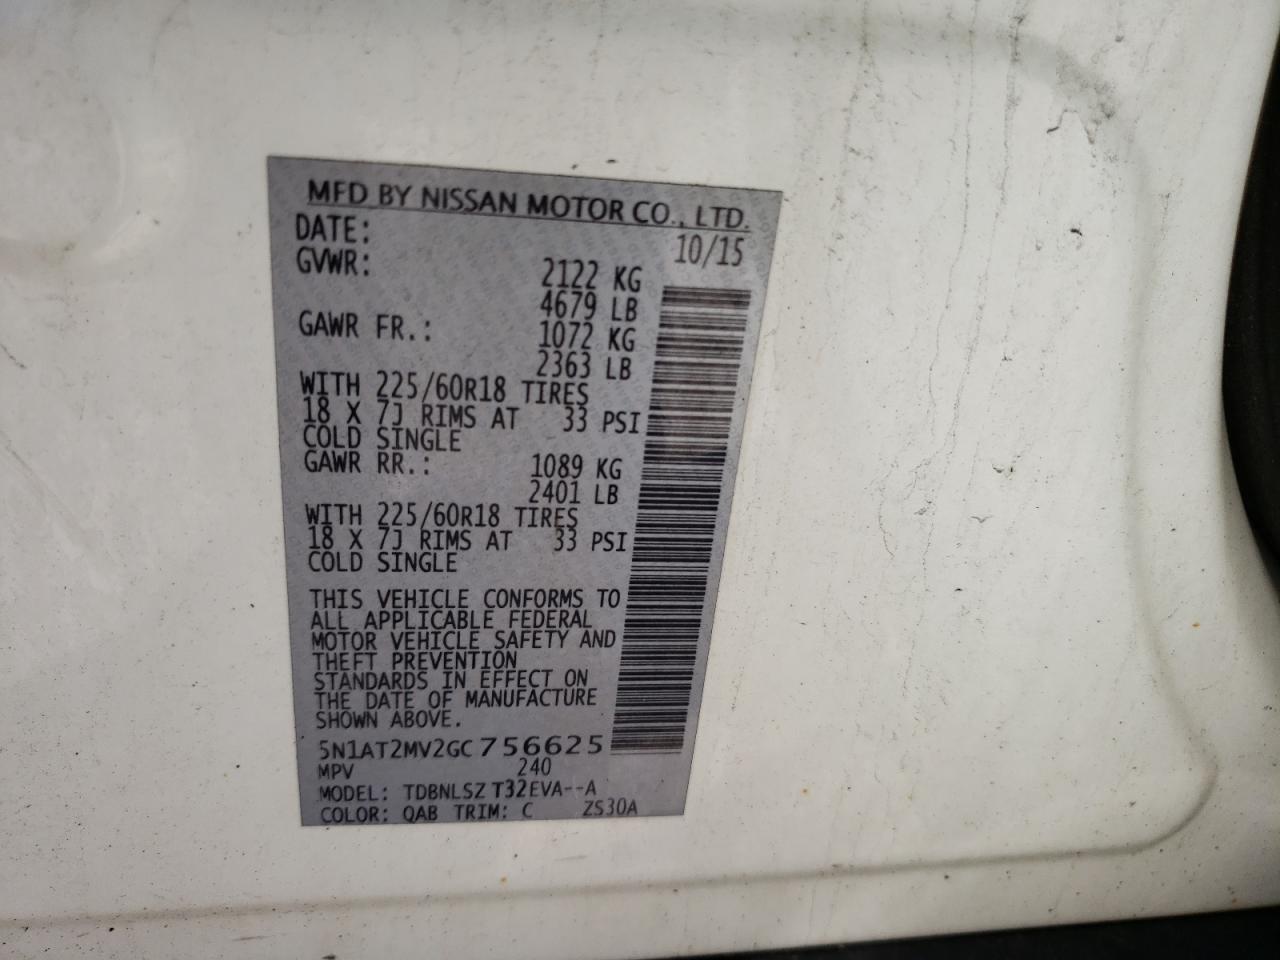 MFD BY NISSAN MOTOR CO., LTD.
DATE: 10/15
GVWR: 2122 KG
4679 LB
GAWR FR.: 1072 KG
2363 LB
WITH 225/60R18 TIRES
18 X 7J RIMS AT 33 PSI
COLD SINGLE
GAWR RR.: 1089 KG
2401 LB
WITH 225/60R18 TIRES
18 X 7J RIMS AT 33 PSI
COLD SINGLE
THIS VEHICLE CONFORMS TO
ALL APPLICABLE FEDERAL
MOTOR VEHICLE SAFETY AND
THEFT PREVENTION
STANDARDS IN EFFECT ON
THE DATE OF MANUFACTURE
SHOWN ABOVE.
5N1AT2MV2GC756625
MPV 240
MODEL: TDBNLSZ T32EVA--A
COLOR: QAB TRIM: C ZS30A